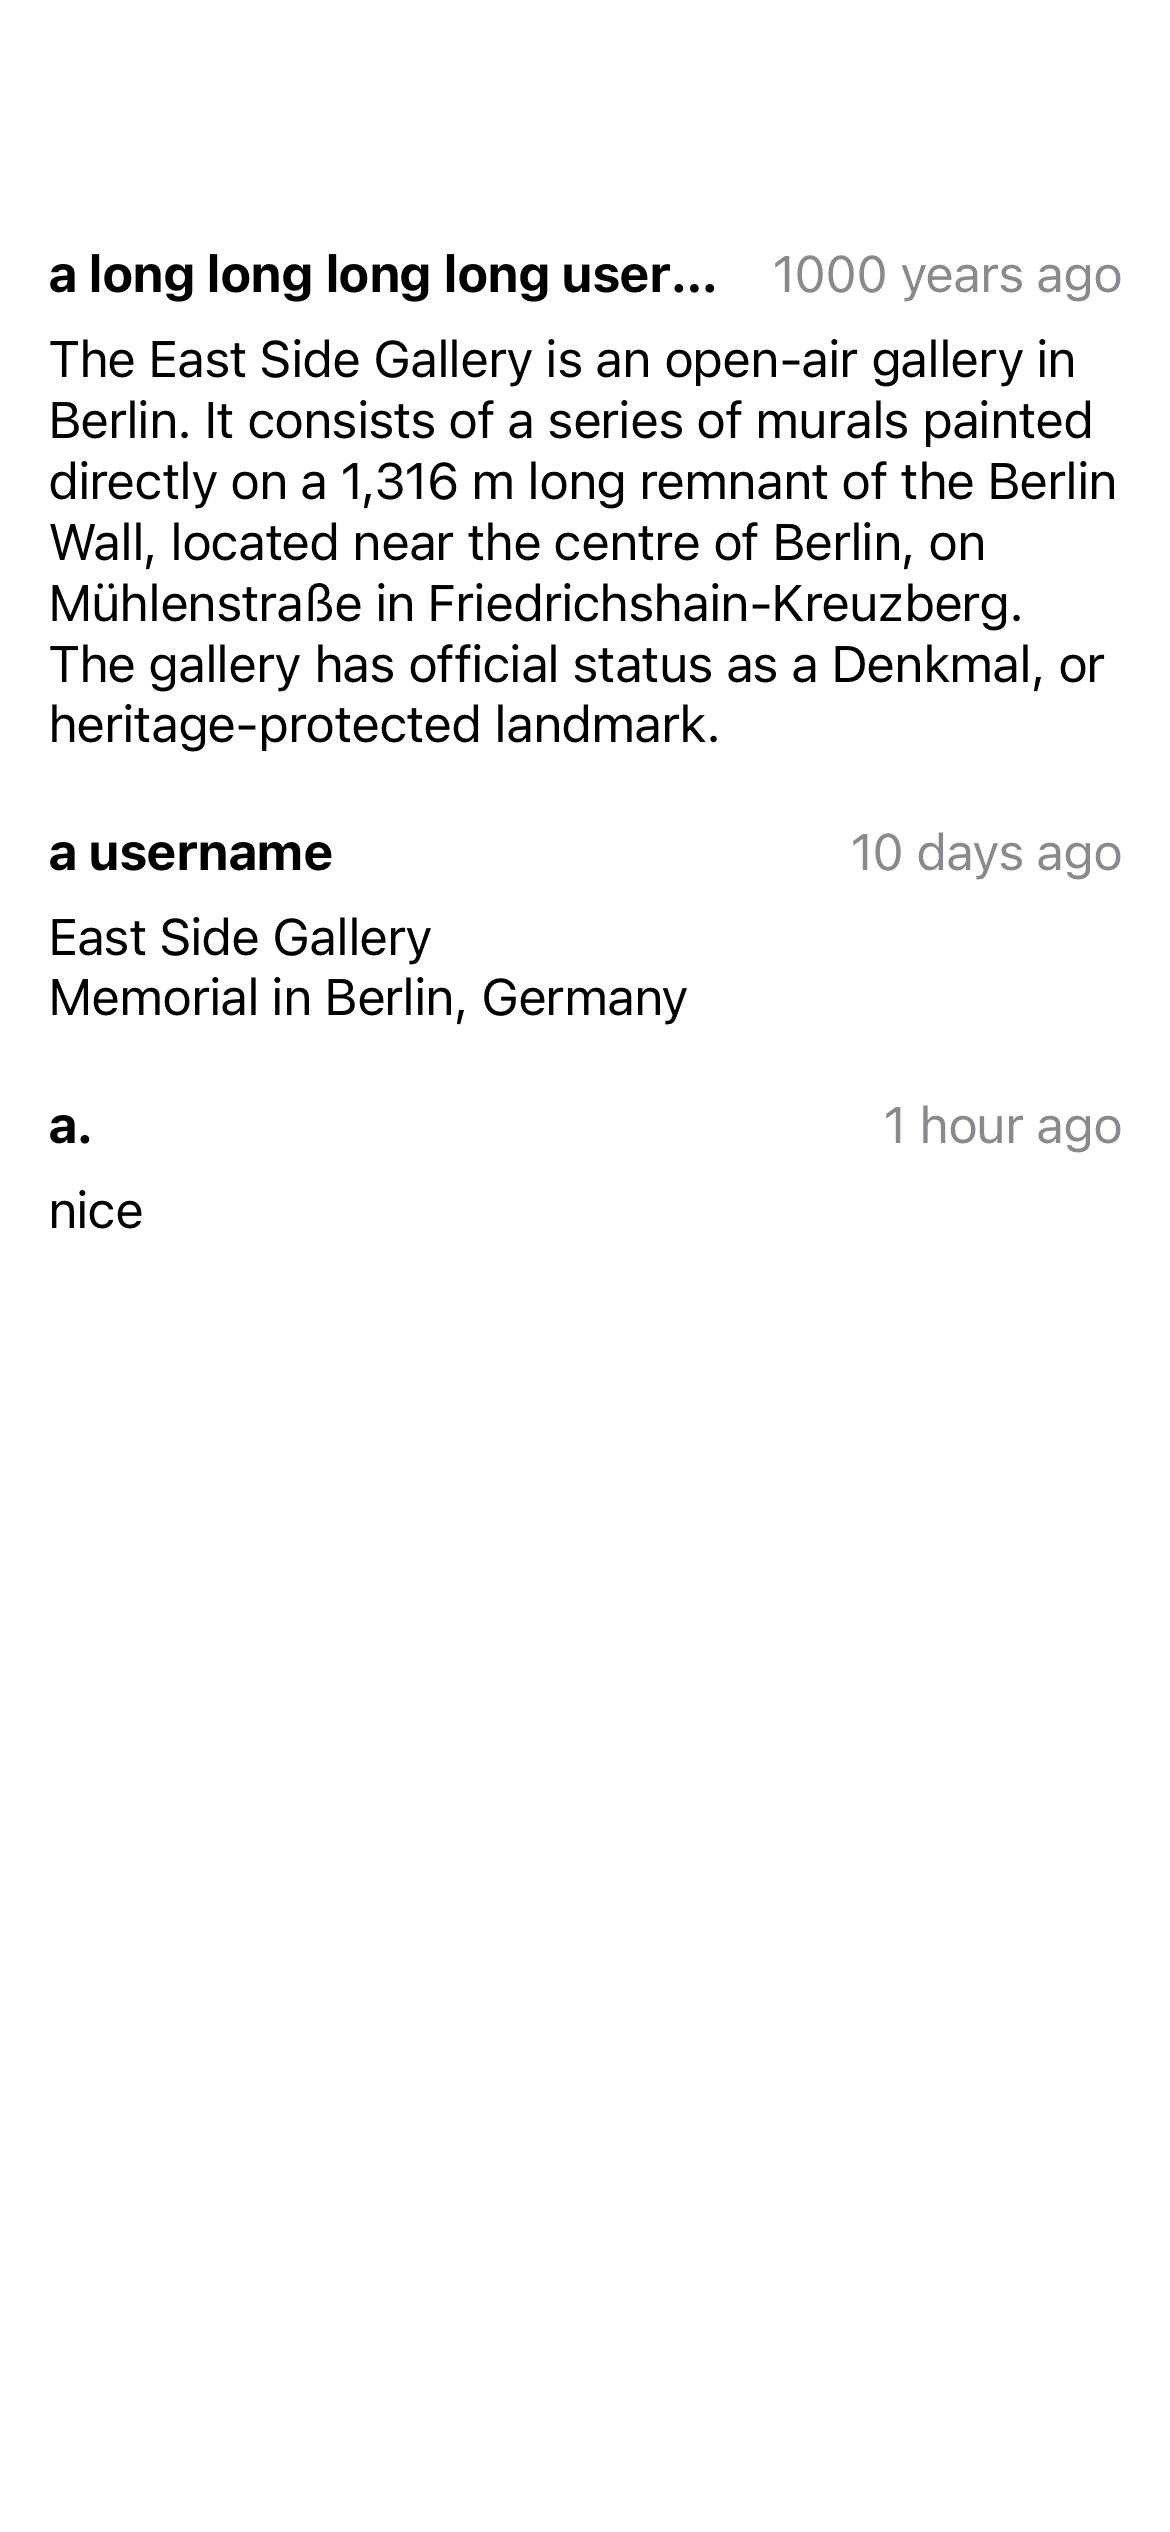 a long long long long user... 1000 years ago
The East Side Gallery is an open-air gallery in
Berlin. It consists of a series of murals painted
directly on a 1,316 m long remnant of the Berlin
Wall, located near the centre of Berlin, on
Mühlenstraße in Friedrichshain-Kreuzberg.
The gallery has official status as a Denkmal, or
heritage-protected landmark.
a username 10 days ago
East Side Gallery
Memorial in Berlin, Germany
a. 1 hour ago
nice